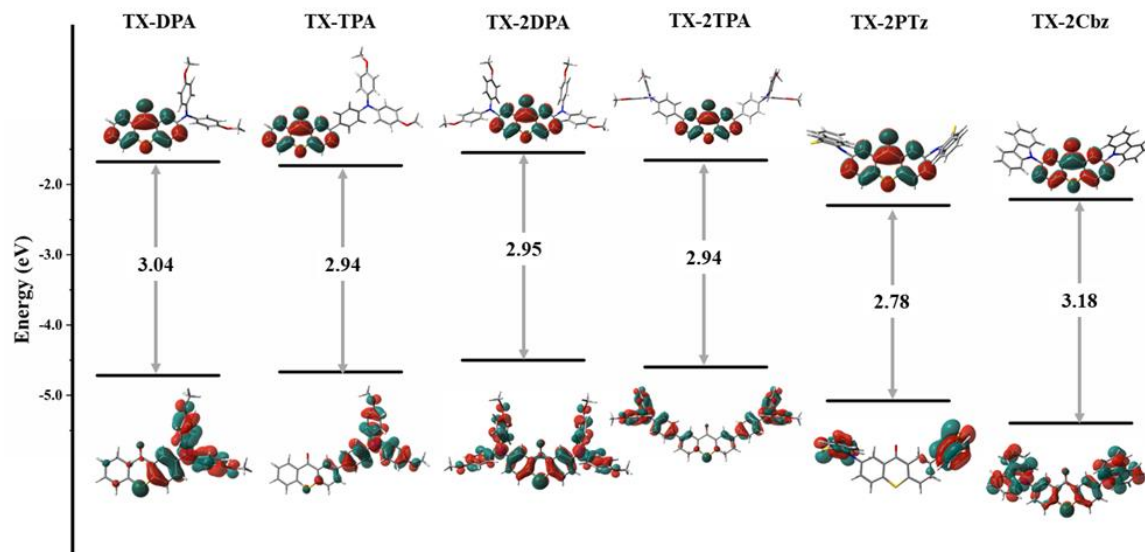 TX-DPA
TX-TPA
TX-2DPA
TX-2TPA
TX-2PTz
TX-2Cbz
Energy (eV)
-2.0
-3.0
-4.0
-5.0
3.04
2.94
2.95
2.94
2.78
3.18